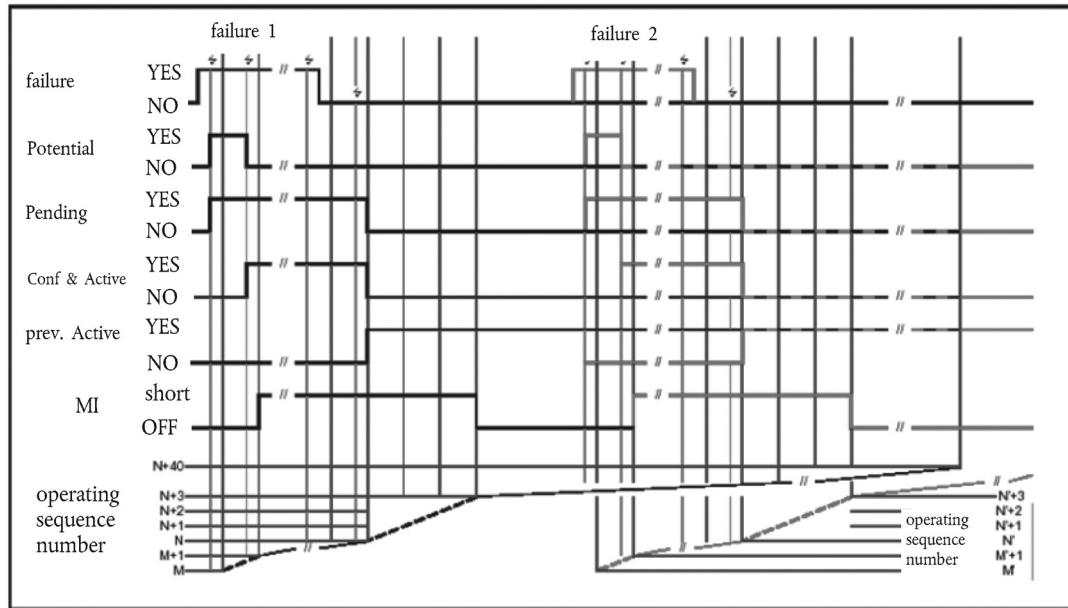 failure 1
failure 2
failure
YES
NO
Potential
YES
NO
Pending
YES
NO
Conf & Active
YES
NO
prev. Active
YES
NO
MI
short
OFF
operating
sequence
number
N+40
N+3
N+2
N+1
N
M+1
M
operating
sequence
number
N'+3
N'+2
N'+1
N'
M'+1
M'